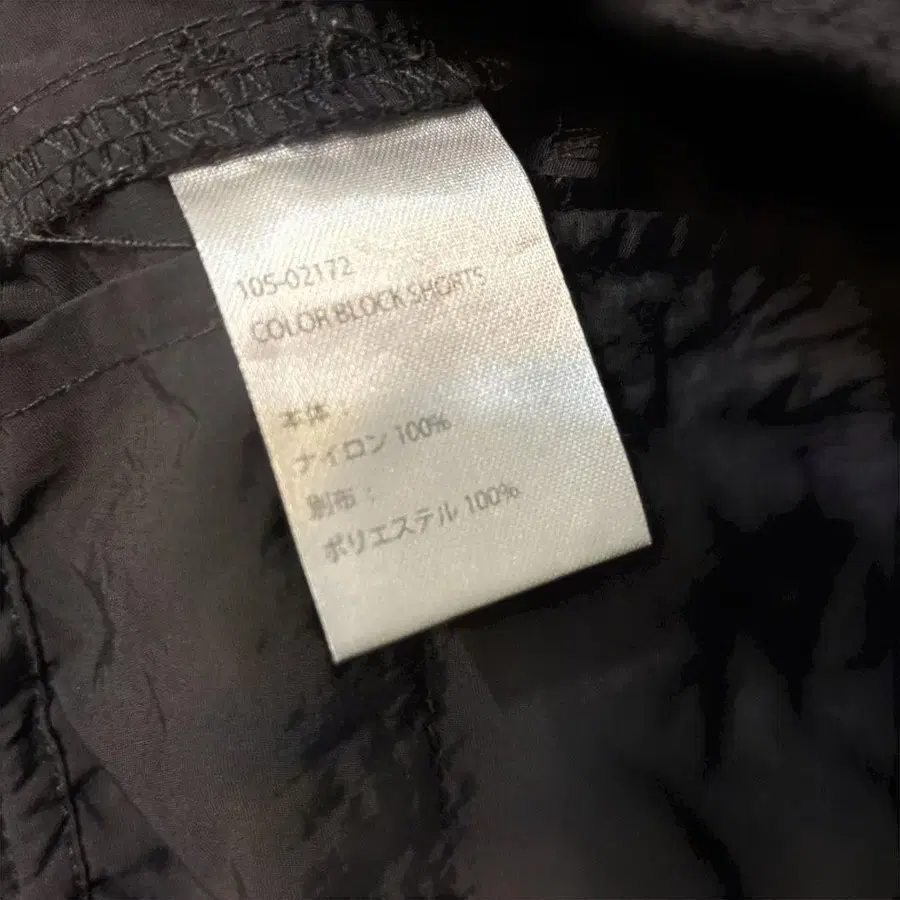 105-02172
COLOR BLOCK SHORTS
本体：
ナイロン 100%
別布：
ポリエステル 100%